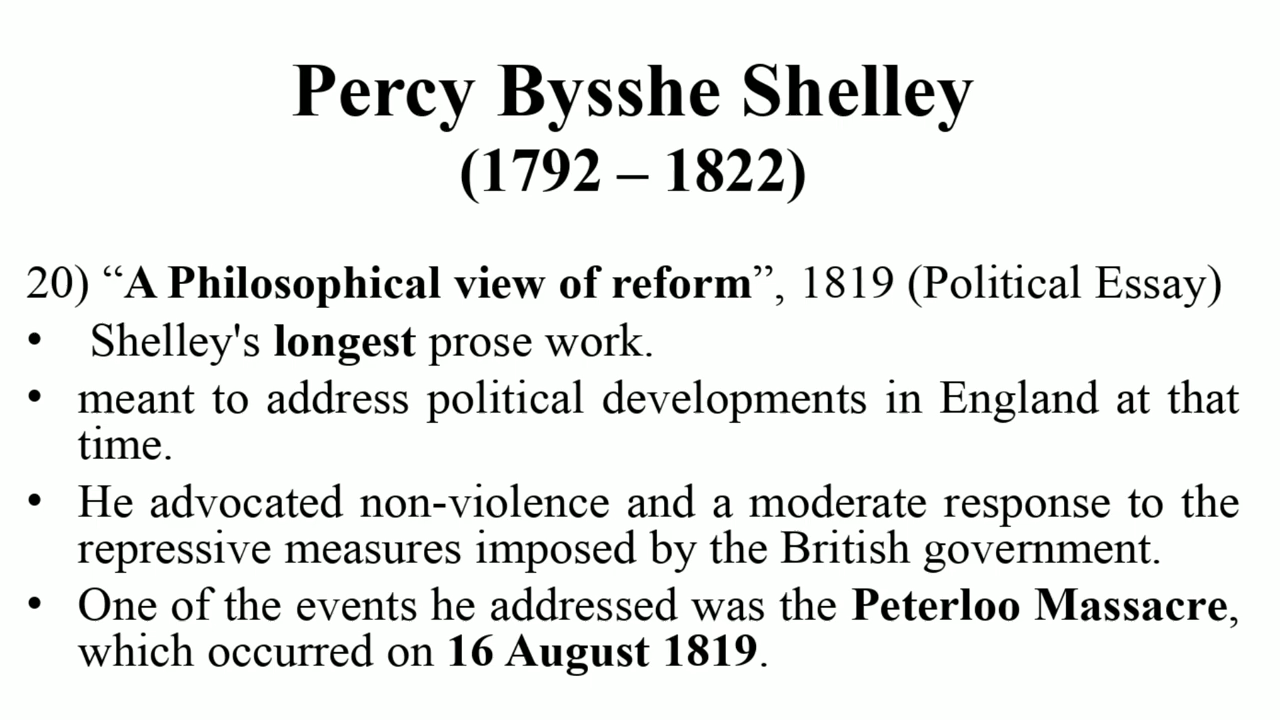 Percy Bysshe Shelley
(1792 – 1822)
20) “A Philosophical view of reform”, 1819 (Political Essay)
• Shelley's longest prose work.
• meant to address political developments in England at that
time.
• He advocated non-violence and a moderate response to the
repressive measures imposed by the British government.
• One of the events he addressed was the Peterloo Massacre,
which occurred on 16 August 1819.